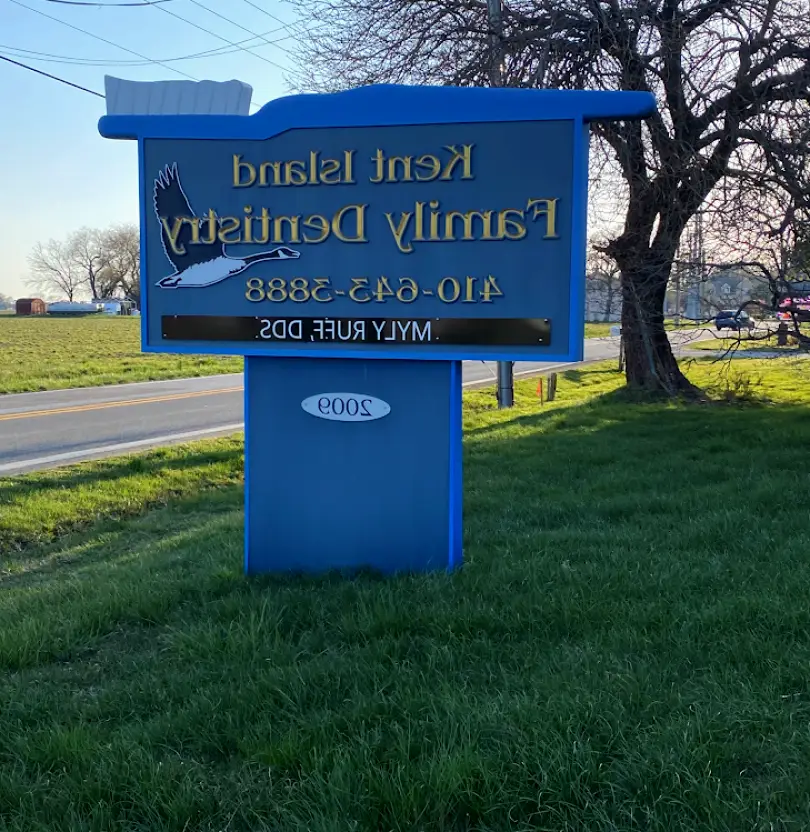 Kent Island
Family Dentistry
410-643-3888
MYLY RUFF, DDS
2009